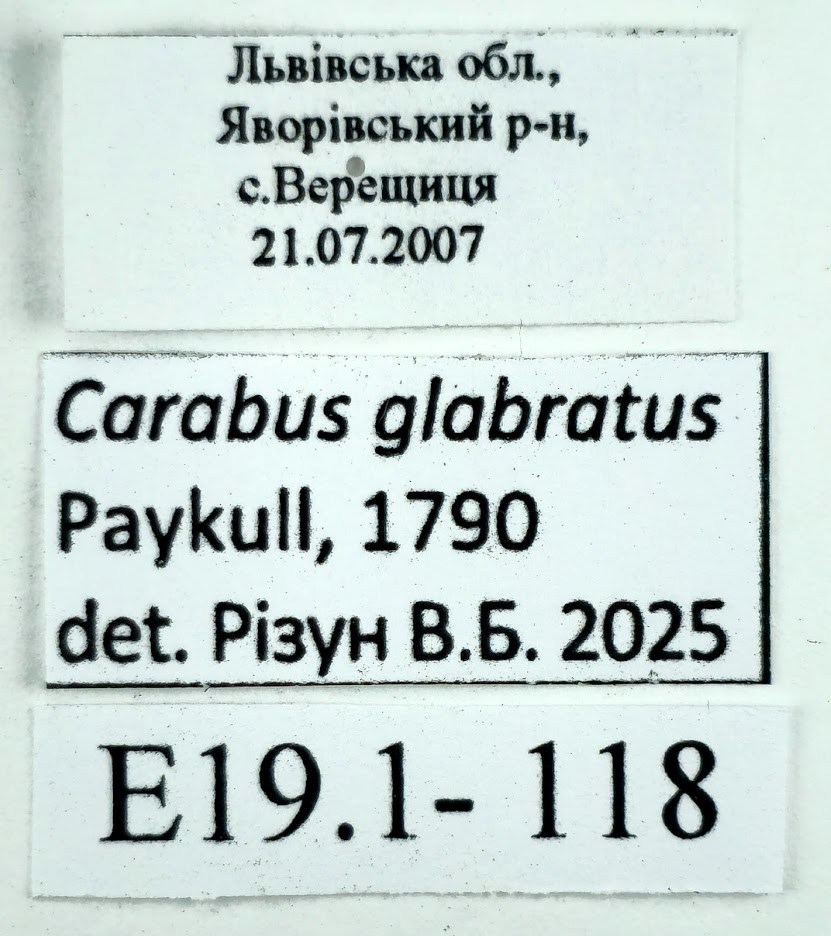 Львівська обл.,
Яворівський р-н,
с.Верещиця
21.07.2007
Carabus glabratus
Paykull, 1790
det. Різун В.Б. 2025
E19.1- 118